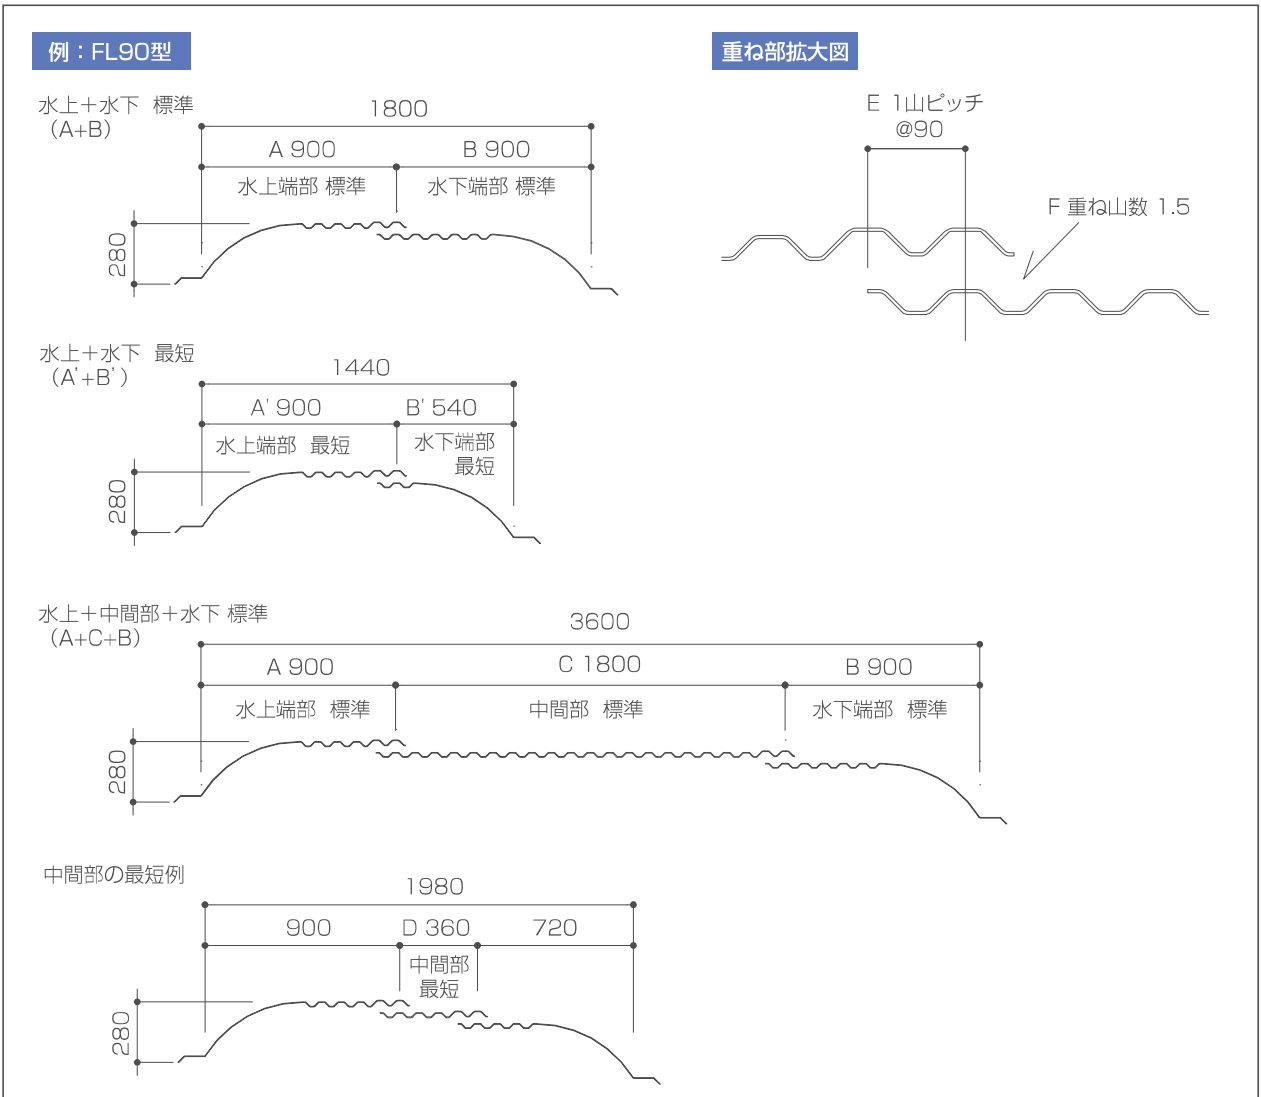 例：FL90型
水上＋水下 標準
（A+B）
1800
A 900
B 900
水上端部 標準
水下端部 標準
280
重ね部拡大図
E 1山ピッチ
@90
F 重ね山数 1.5
水上＋水下 最短
（A'+B'）
1440
A' 900
B' 540
水上端部 最短
水下端部
最短
280
水上＋中間部＋水下 標準
（A+C+B）
3600
A 900
C 1800
B 900
水上端部 標準
中間部 標準
水下端部 標準
280
中間部の最短例
1980
900
D 360
720
中間部
最短
280